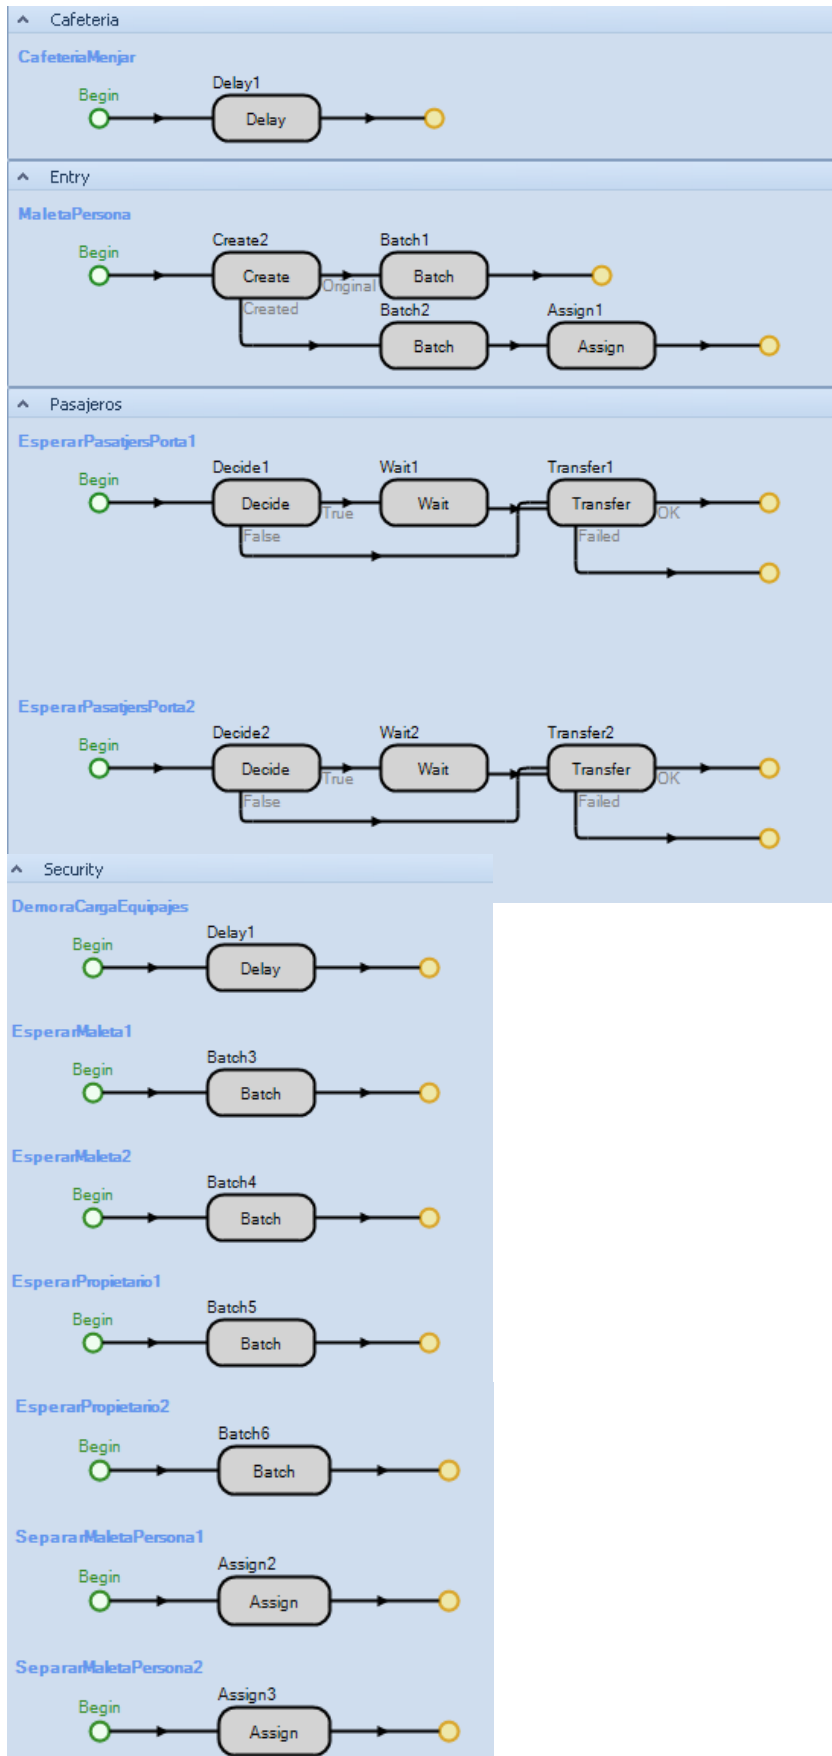 Cafeteria
CafeteriaMenjar
Begin
Delay1
Delay
Entry
MaletaPersona
Begin
Create2
Create
Original
Created
Batch1
Batch
Batch2
Batch
Assign1
Assign
Pasajeros
EsperarPasatjersPorta1
Begin
Decide1
Decide
True
False
Wait1
Wait
Transfer1
Transfer
OK
Failed
EsperarPasatjersPorta2
Begin
Decide2
Decide
True
False
Wait2
Wait
Transfer2
Transfer
OK
Failed
Security
DemoraCargaEquipajes
Begin
Delay1
Delay
EsperarMaleta1
Begin
Batch3
Batch
EsperarMaleta2
Begin
Batch4
Batch
EsperarPropietario1
Begin
Batch5
Batch
EsperarPropietario2
Begin
Batch6
Batch
SepararMaletaPersona1
Begin
Assign2
Assign
SepararMaletaPersona2
Begin
Assign3
Assign